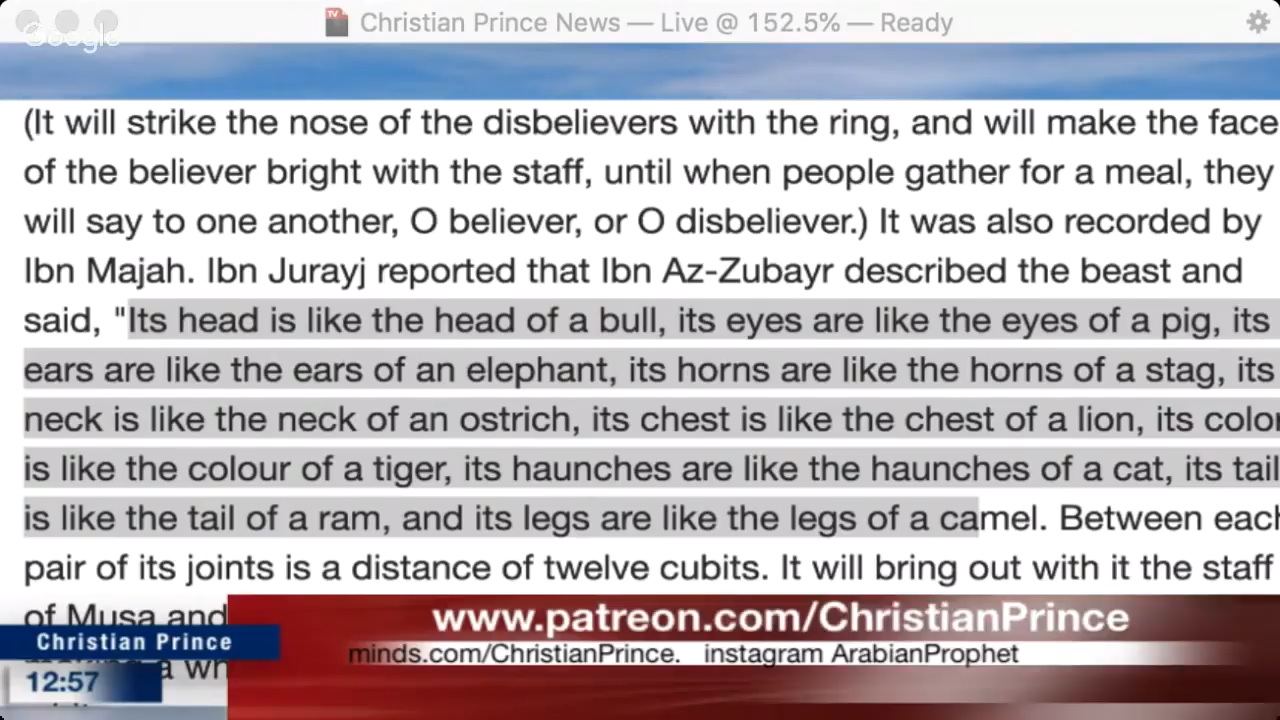 TV
Christian Prince News — Live @ 152.5% — Ready
Google
(It will strike the nose of the disbelievers with the ring, and will make the face
of the believer bright with the staff, until when people gather for a meal, they
will say to one another, O believer, or O disbeliever.) It was also recorded by
Ibn Majah. Ibn Jurayj reported that Ibn Az-Zubayr described the beast and
said, "Its head is like the head of a bull, its eyes are like the eyes of a pig, its
ears are like the ears of an elephant, its horns are like the horns of a stag, its
neck is like the neck of an ostrich, its chest is like the chest of a lion, its colo
is like the colour of a tiger, its haunches are like the haunches of a cat, its tail
is like the tail of a ram, and its legs are like the legs of a camel. Between each
pair of its joints is a distance of twelve cubits. It will bring out with it the staff
of Musa and
a wh
www.patreon.com/ChristianPrince
minds.com/ChristianPrince. instagram ArabianProphet
Christian Prince
12:57